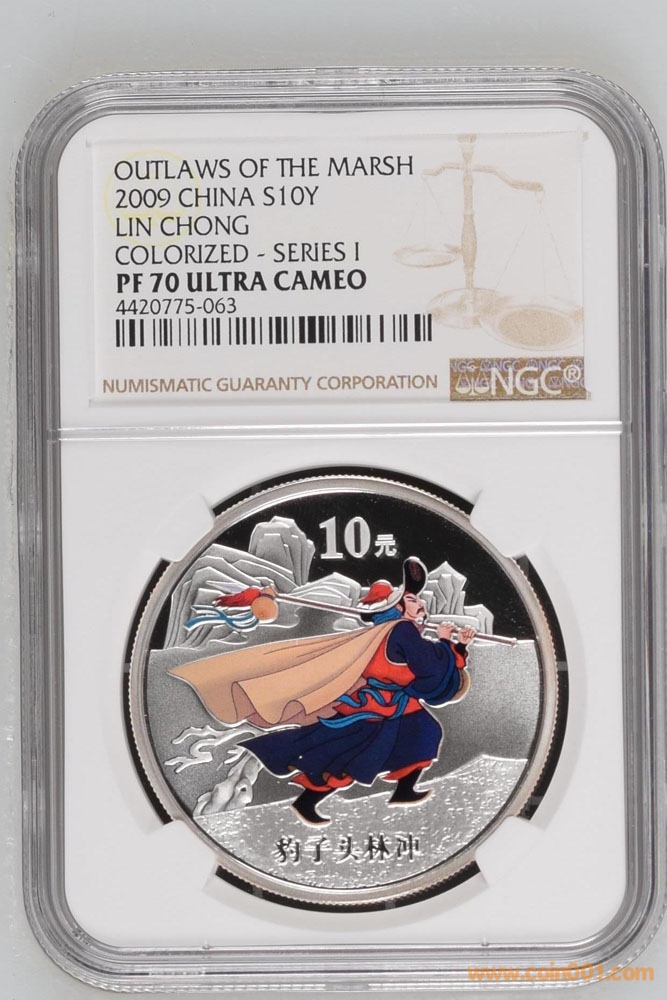 OUTLAWS OF THE MARSH
2009 CHINA S10Y
LIN CHONG
COLORIZED - SERIES I
PF 70 ULTRA CAMEO
4420775-063
NUMISMATIC GUARANTY CORPORATION
NGC®
10元
豹子头林冲
www.coin001.com